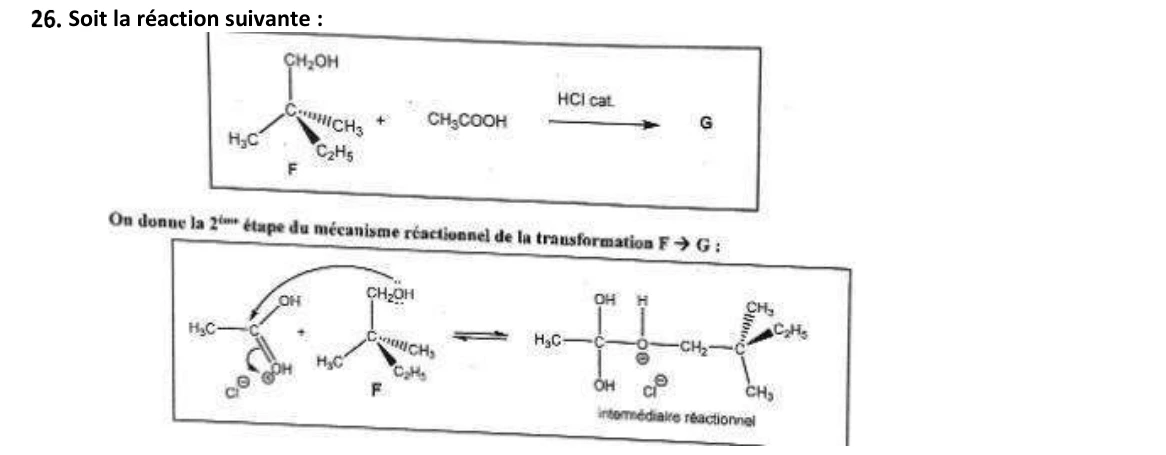 26. Soit la réaction suivante :
CH₂OH
HCl cat.
C CH₃ + CH₃COOH G
H₃C C₂H₅
F
On donne la 2ème étape du mécanisme réactionnel de la transformation F → G :
OH CH₂ÖH OH H CH₃
H₃C C + C CH₃ H₃C C O CH₂ C C₂H₅
OH H₃C C₂H₅ ⊖
Cl⊖ ⊕ F OH Cl⊖ CH₃
intermédiaire réactionnel